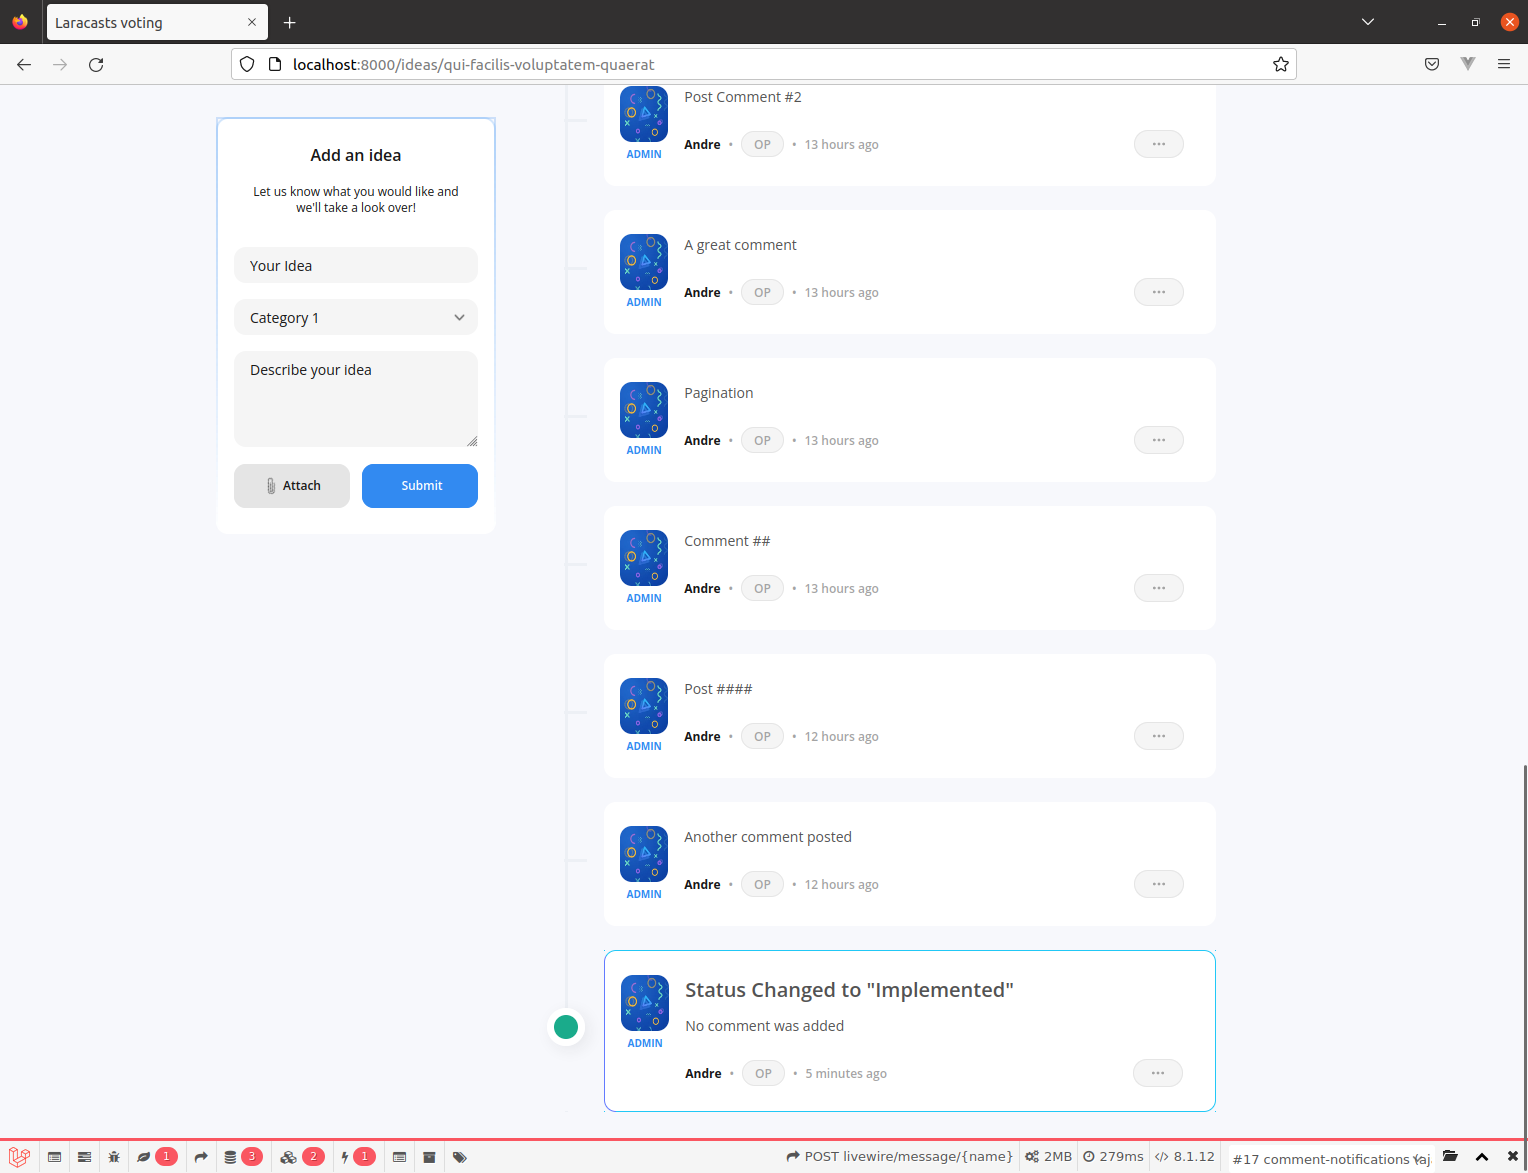 Laracasts voting
localhost:8000/ideas/qui-facilis-voluptatem-quaerat
Add an idea
Let us know what you would like and
we'll take a look over!
Your Idea
Category 1
Describe your idea
Attach
Submit
Post Comment #2
ADMIN
Andre • OP • 13 hours ago
A great comment
ADMIN
Andre • OP • 13 hours ago
Pagination
ADMIN
Andre • OP • 13 hours ago
Comment ##
ADMIN
Andre • OP • 13 hours ago
Post ####
ADMIN
Andre • OP • 12 hours ago
Another comment posted
ADMIN
Andre • OP • 12 hours ago
Status Changed to "Implemented"
No comment was added
ADMIN
Andre • OP • 5 minutes ago
1 3 2 1 POST livewire/message/{name} 2MB 279ms 8.1.12 #17 comment-notifications